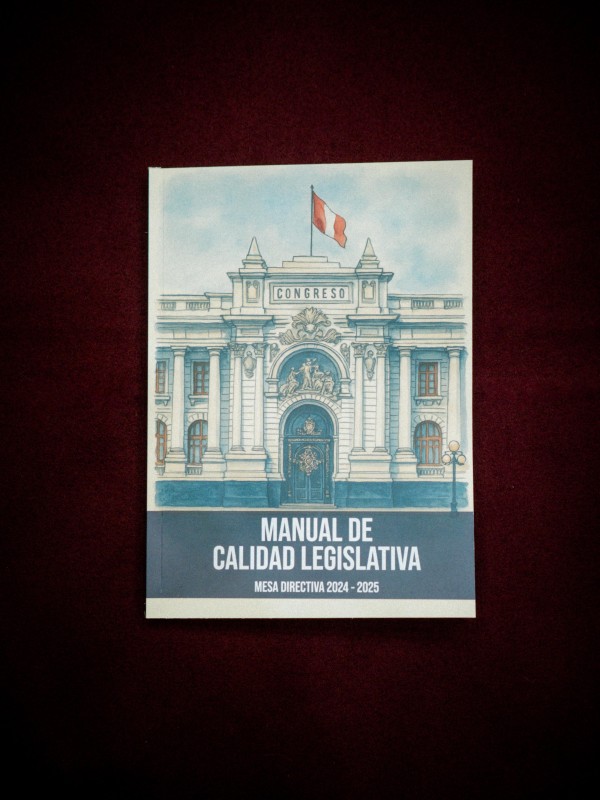 CONGRESO
MANUAL DE
CALIDAD LEGISLATIVA
MESA DIRECTIVA 2024 - 2025